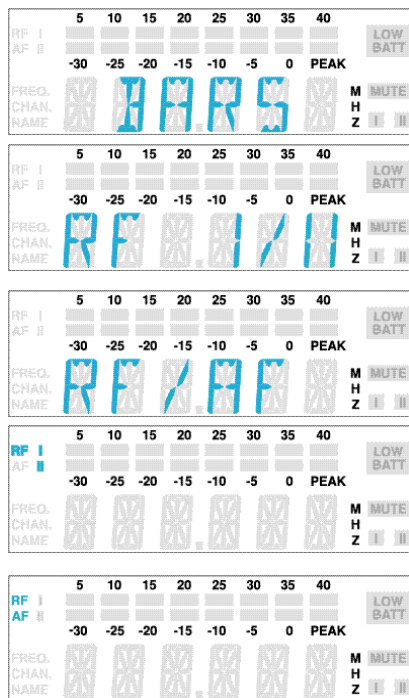 5 10 15 20 25 30 35 40
RF I LOW
AF II BATT
-30 -25 -20 -15 -10 -5 0 PEAK
FREQ. M MUTE
CHAN. BARS H
NAME Z I II
5 10 15 20 25 30 35 40
RF I LOW
AF II BATT
-30 -25 -20 -15 -10 -5 0 PEAK
FREQ. M MUTE
CHAN. RF I/II H
NAME Z I II
5 10 15 20 25 30 35 40
RF I LOW
AF II BATT
-30 -25 -20 -15 -10 -5 0 PEAK
FREQ. M MUTE
CHAN. RF/AF H
NAME Z I II
5 10 15 20 25 30 35 40
RF I LOW
AF II BATT
-30 -25 -20 -15 -10 -5 0 PEAK
FREQ. M MUTE
CHAN. H
NAME Z I II
5 10 15 20 25 30 35 40
RF I LOW
AF II BATT
-30 -25 -20 -15 -10 -5 0 PEAK
FREQ. M MUTE
CHAN. H
NAME Z I II